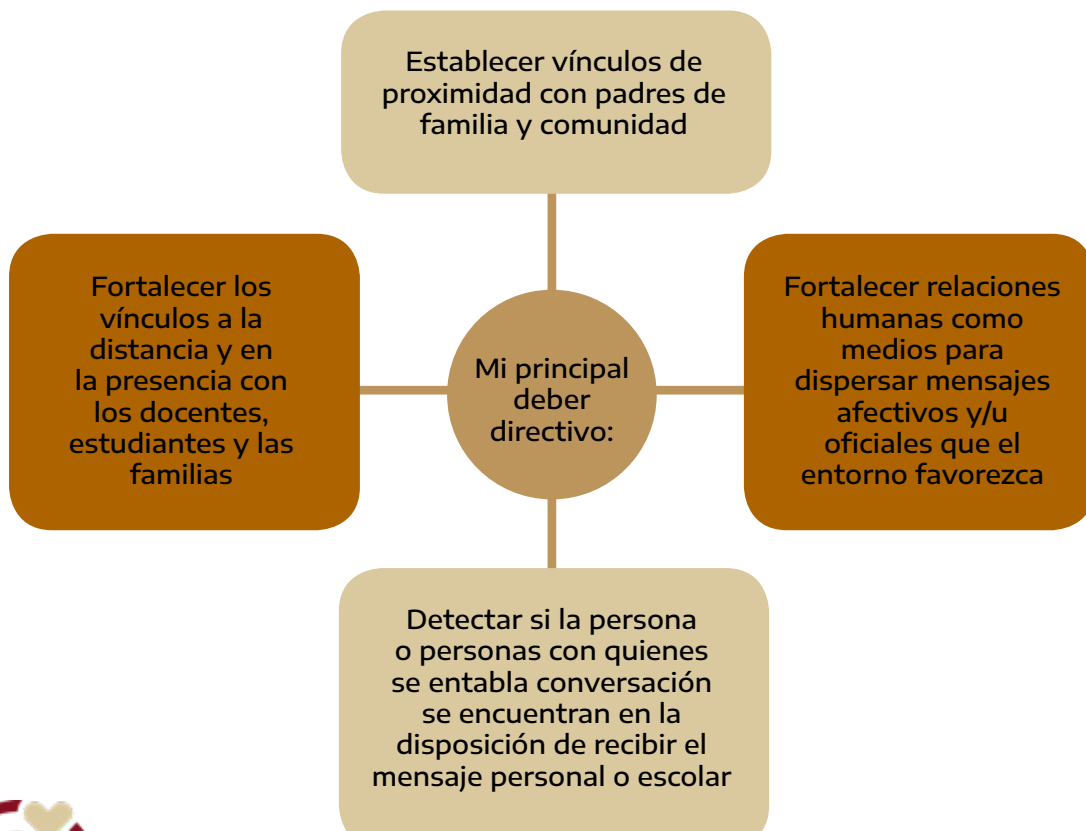 Establecer vínculos de
proximidad con padres de
familia y comunidad
Fortalecer los
vínculos a la
distancia y en
la presencia con
los docentes,
estudiantes y las
familias
Mi principal
deber
directivo:
Fortalecer relaciones
humanas como
medios para
dispersar mensajes
afectivos y/u
oficiales que el
entorno favorezca
Detectar si la persona
o personas con quienes
se entabla conversación
se encuentran en la
disposición de recibir el
mensaje personal o escolar